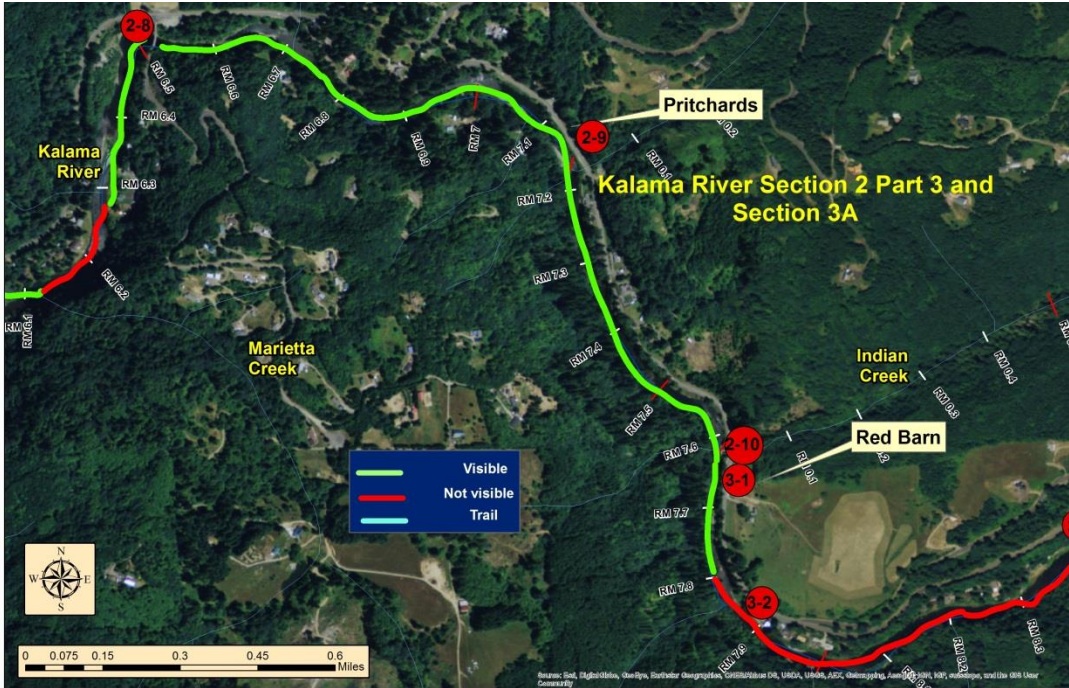 2-8
RM 6.5
RM 6.6
RM 6.7
RM 6.8
RM 6.9
RM 7
RM 7.1
Pritchards
2-9
RM 0.1
RM 0.2
RM 6.4
Kalama
River
RM 6.3
RM 6.2
RM 6.1
RM
Kalama River Section 2 Part 3 and
Section 3A
RM 7.2
RM 7.3
RM 7.4
RM 7.5
RM 7.6
RM 7.7
RM 7.8
RM 7.9
Marietta
Creek
Indian
Creek
RM 0.4
RM 0.3
RM 0.1
Red Barn
2-10
3-1
3-2
RM 8.2
RM 8.3
Visible
Not visible
Trail
N
W E
S
0 0.075 0.15 0.3 0.45 0.6
Miles
Community